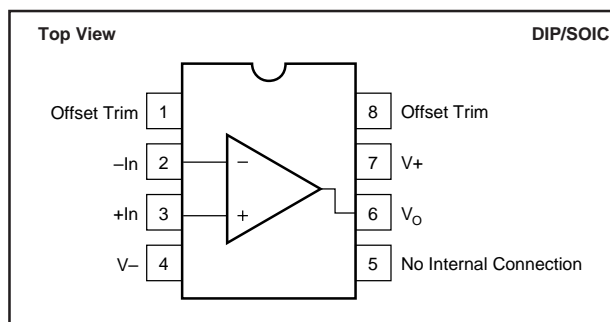 Top View DIP/SOIC
Offset Trim 1 8 Offset Trim
–In 2 – 7 V+
+In 3 + 6 VO
V– 4 5 No Internal Connection